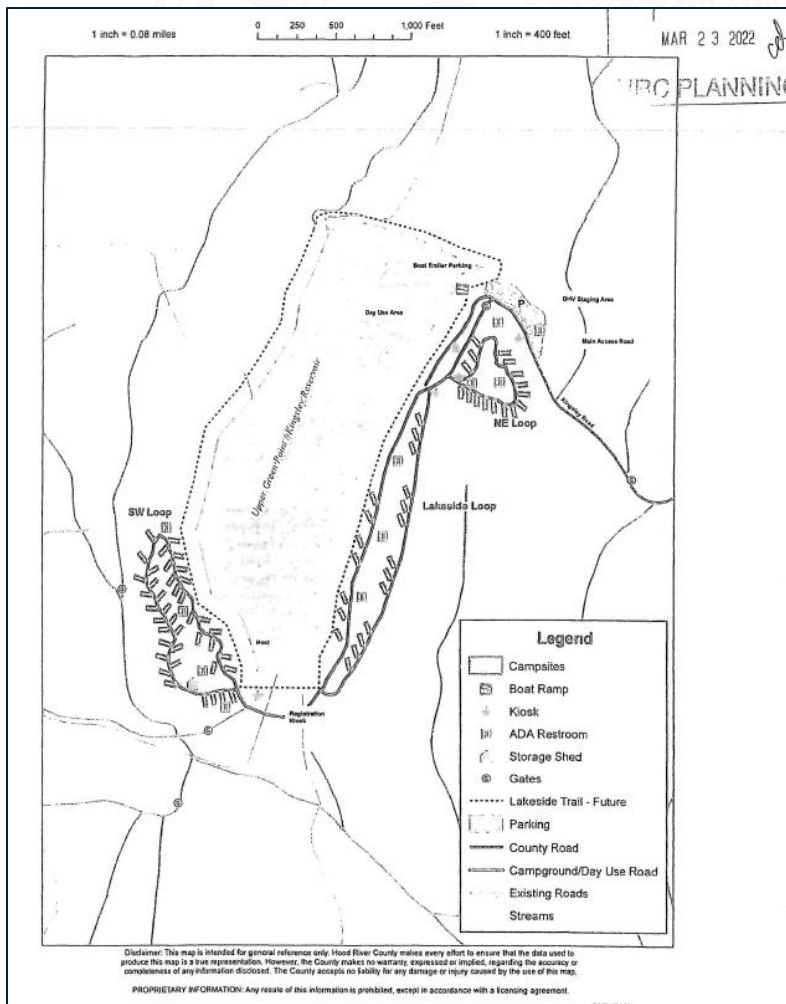 1 inch = 0.08 miles
0 250 500 1,000 Feet
1 inch = 400 feet
MAR 2 3 2022
PLANNING
Boat Trailer Parking
P
OHV Staging Area
Day Use Area
Main Access Road
Kingsley Road
NE Loop
Upper Green Point /Kingsley Reservoir
SW Loop
Lakeside Loop
Host
Registration
Kiosk
G
G
G
G
G
Legend
Campsites
Boat Ramp
Kiosk
ADA Restroom
Storage Shed
G Gates
Lakeside Trail - Future
Parking
County Road
Campground/Day Use Road
Existing Roads
Streams
Disclaimer: This map is intended for general reference only. Hood River County makes every effort to ensure that the data used to
produce this map is a true representation. However, the County makes no warranty, expressed or implied, regarding the accuracy or
completeness of any information disclosed. The County accepts no liability for any damage or injury caused by the use of this map.
PROPRIETARY INFORMATION: Any resale of this information is prohibited, except in accordance with a licensing agreement.